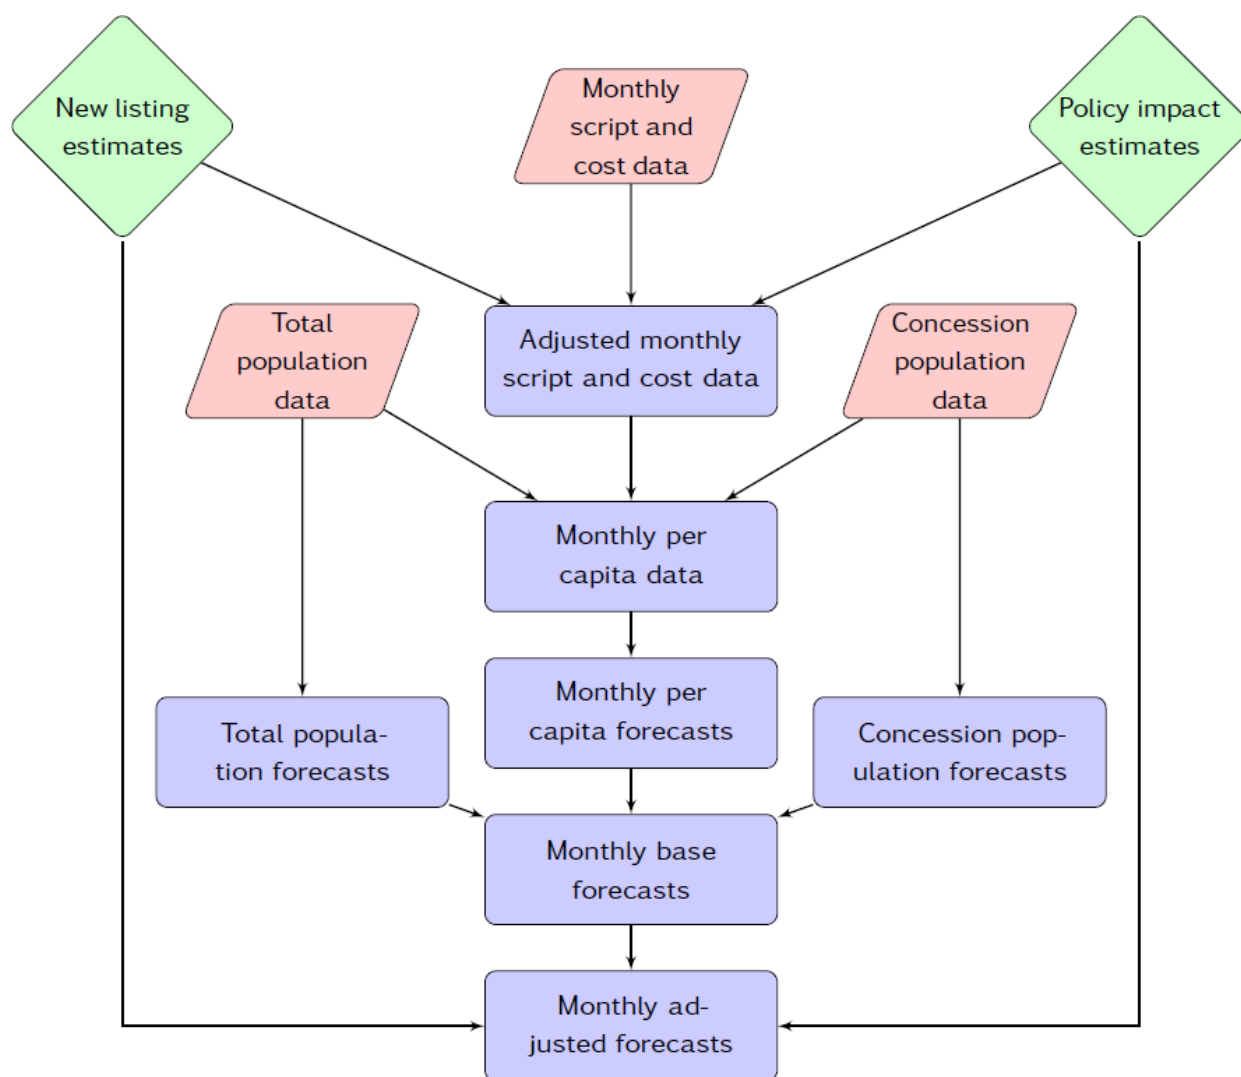 New listing
estimates
Monthly
script and
cost data
Policy impact
estimates
Total
population
data
Adjusted monthly
script and cost data
Concession
population
data
Monthly per
capita data
Total popula-
tion forecasts
Monthly per
capita forecasts
Concession pop-
ulation forecasts
Monthly base
forecasts
Monthly ad-
justed forecasts